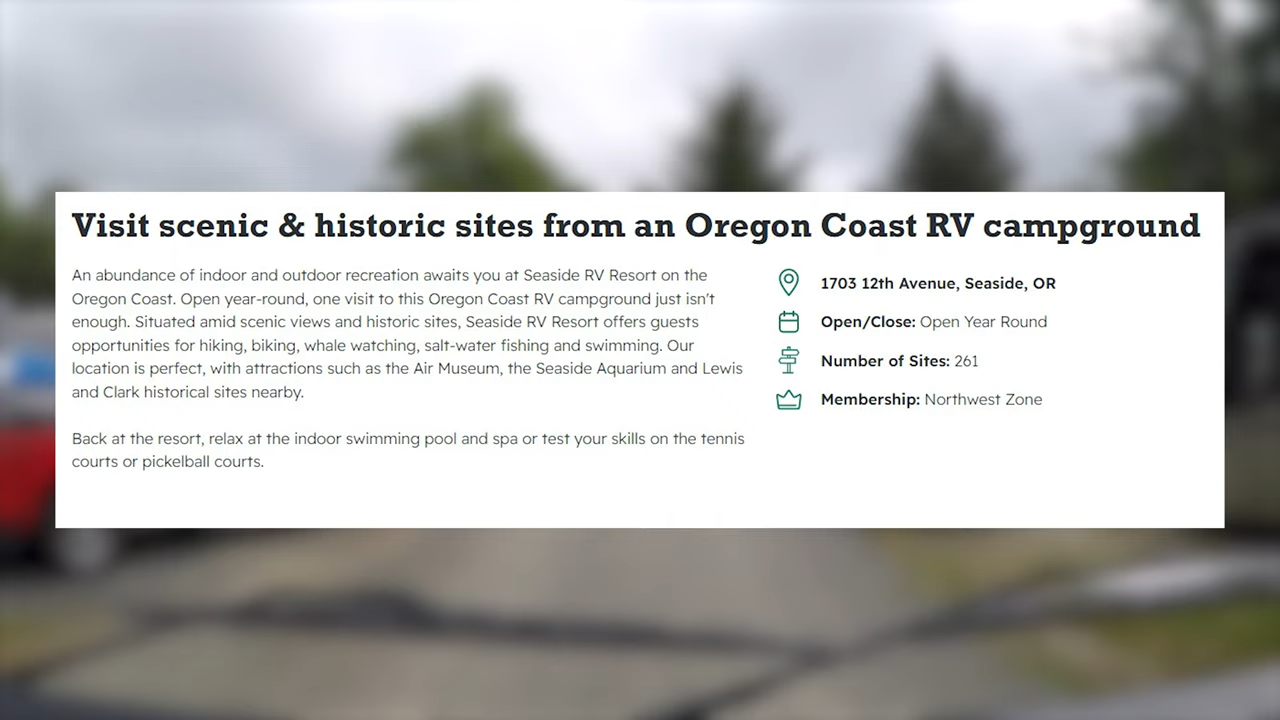 Visit scenic & historic sites from an Oregon Coast RV campground
An abundance of indoor and outdoor recreation awaits you at Seaside RV Resort on the
Oregon Coast. Open year-round, one visit to this Oregon Coast RV campground just isn't
enough. Situated amid scenic views and historic sites, Seaside RV Resort offers guests
opportunities for hiking, biking, whale watching, salt-water fishing and swimming. Our
location is perfect, with attractions such as the Air Museum, the Seaside Aquarium and Lewis
and Clark historical sites nearby.
Back at the resort, relax at the indoor swimming pool and spa or test your skills on the tennis
courts or pickelball courts.
1703 12th Avenue, Seaside, OR
Open/Close: Open Year Round
Number of Sites: 261
Membership: Northwest Zone